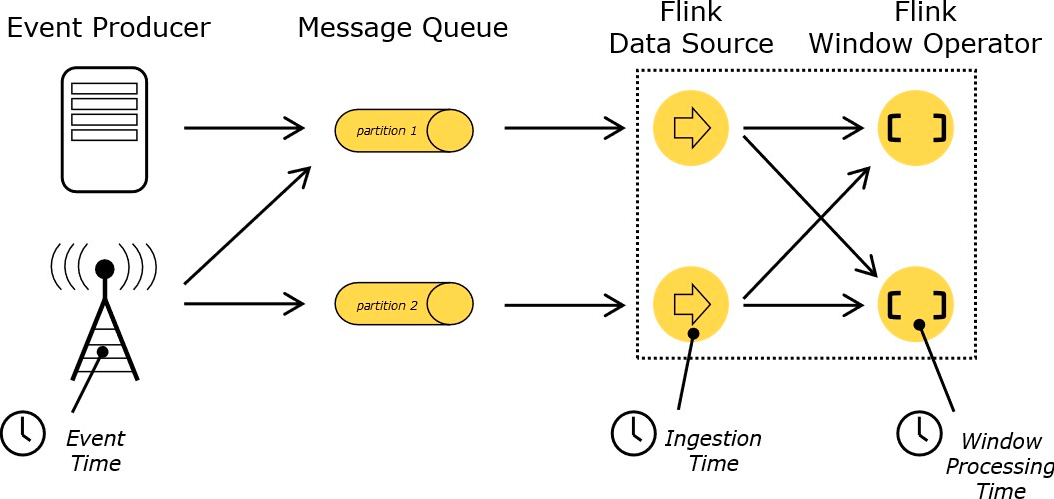 Event Producer
Message Queue
Flink
Data Source
Flink
Window Operator
partition 1
partition 2
Event
Time
Ingestion
Time
Window
Processing
Time